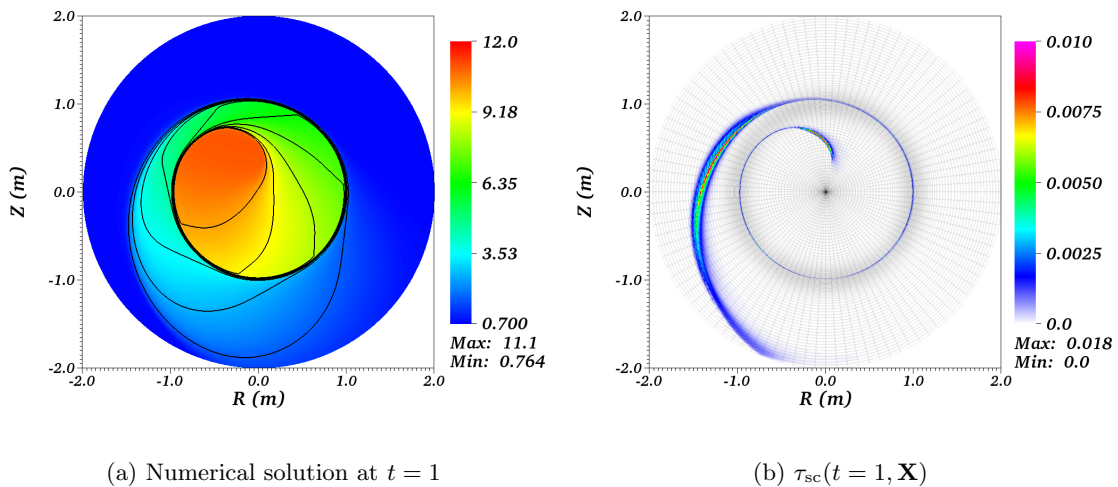 2.0
1.0
0.0
-1.0
-2.0
Z (m)
-2.0 -1.0 0.0 1.0 2.0
R (m)
12.0
9.18
6.35
3.53
0.700
Max: 11.1
Min: 0.764
2.0
1.0
0.0
-1.0
-2.0
Z (m)
-2.0 -1.0 0.0 1.0 2.0
R (m)
0.010
0.0075
0.0050
0.0025
0.0
Max: 0.018
Min: 0.0
(a) Numerical solution at t = 1
(b) τsc(t = 1, X)